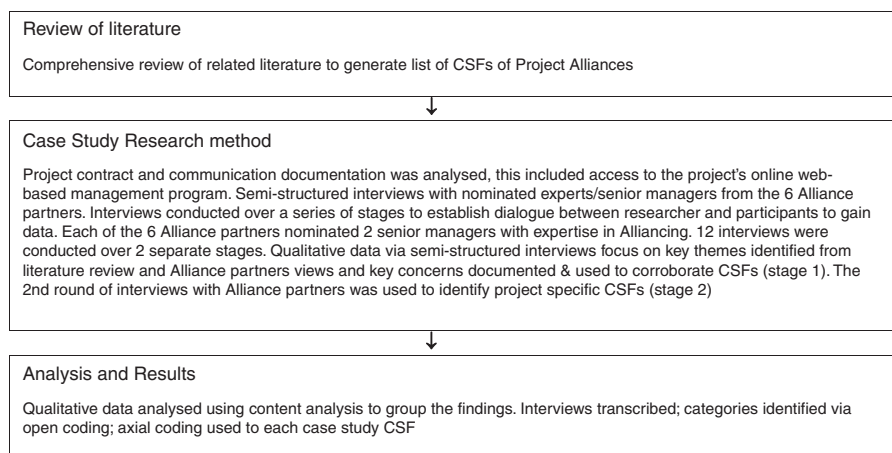 Review of literature
Comprehensive review of related literature to generate list of CSFs of Project Alliances
Case Study Research method
Project contract and communication documentation was analysed, this included access to the project's online web-
based management program. Semi-structured interviews with nominated experts/senior managers from the 6 Alliance
partners. Interviews conducted over a series of stages to establish dialogue between researcher and participants to gain
data. Each of the 6 Alliance partners nominated 2 senior managers with expertise in Alliancing. 12 interviews were
conducted over 2 separate stages. Qualitative data via semi-structured interviews focus on key themes identified from
literature review and Alliance partners views and key concerns documented & used to corroborate CSFs (stage 1). The
2nd round of interviews with Alliance partners was used to identify project specific CSFs (stage 2)
Analysis and Results
Qualitative data analysed using content analysis to group the findings. Interviews transcribed; categories identified via
open coding; axial coding used to each case study CSF